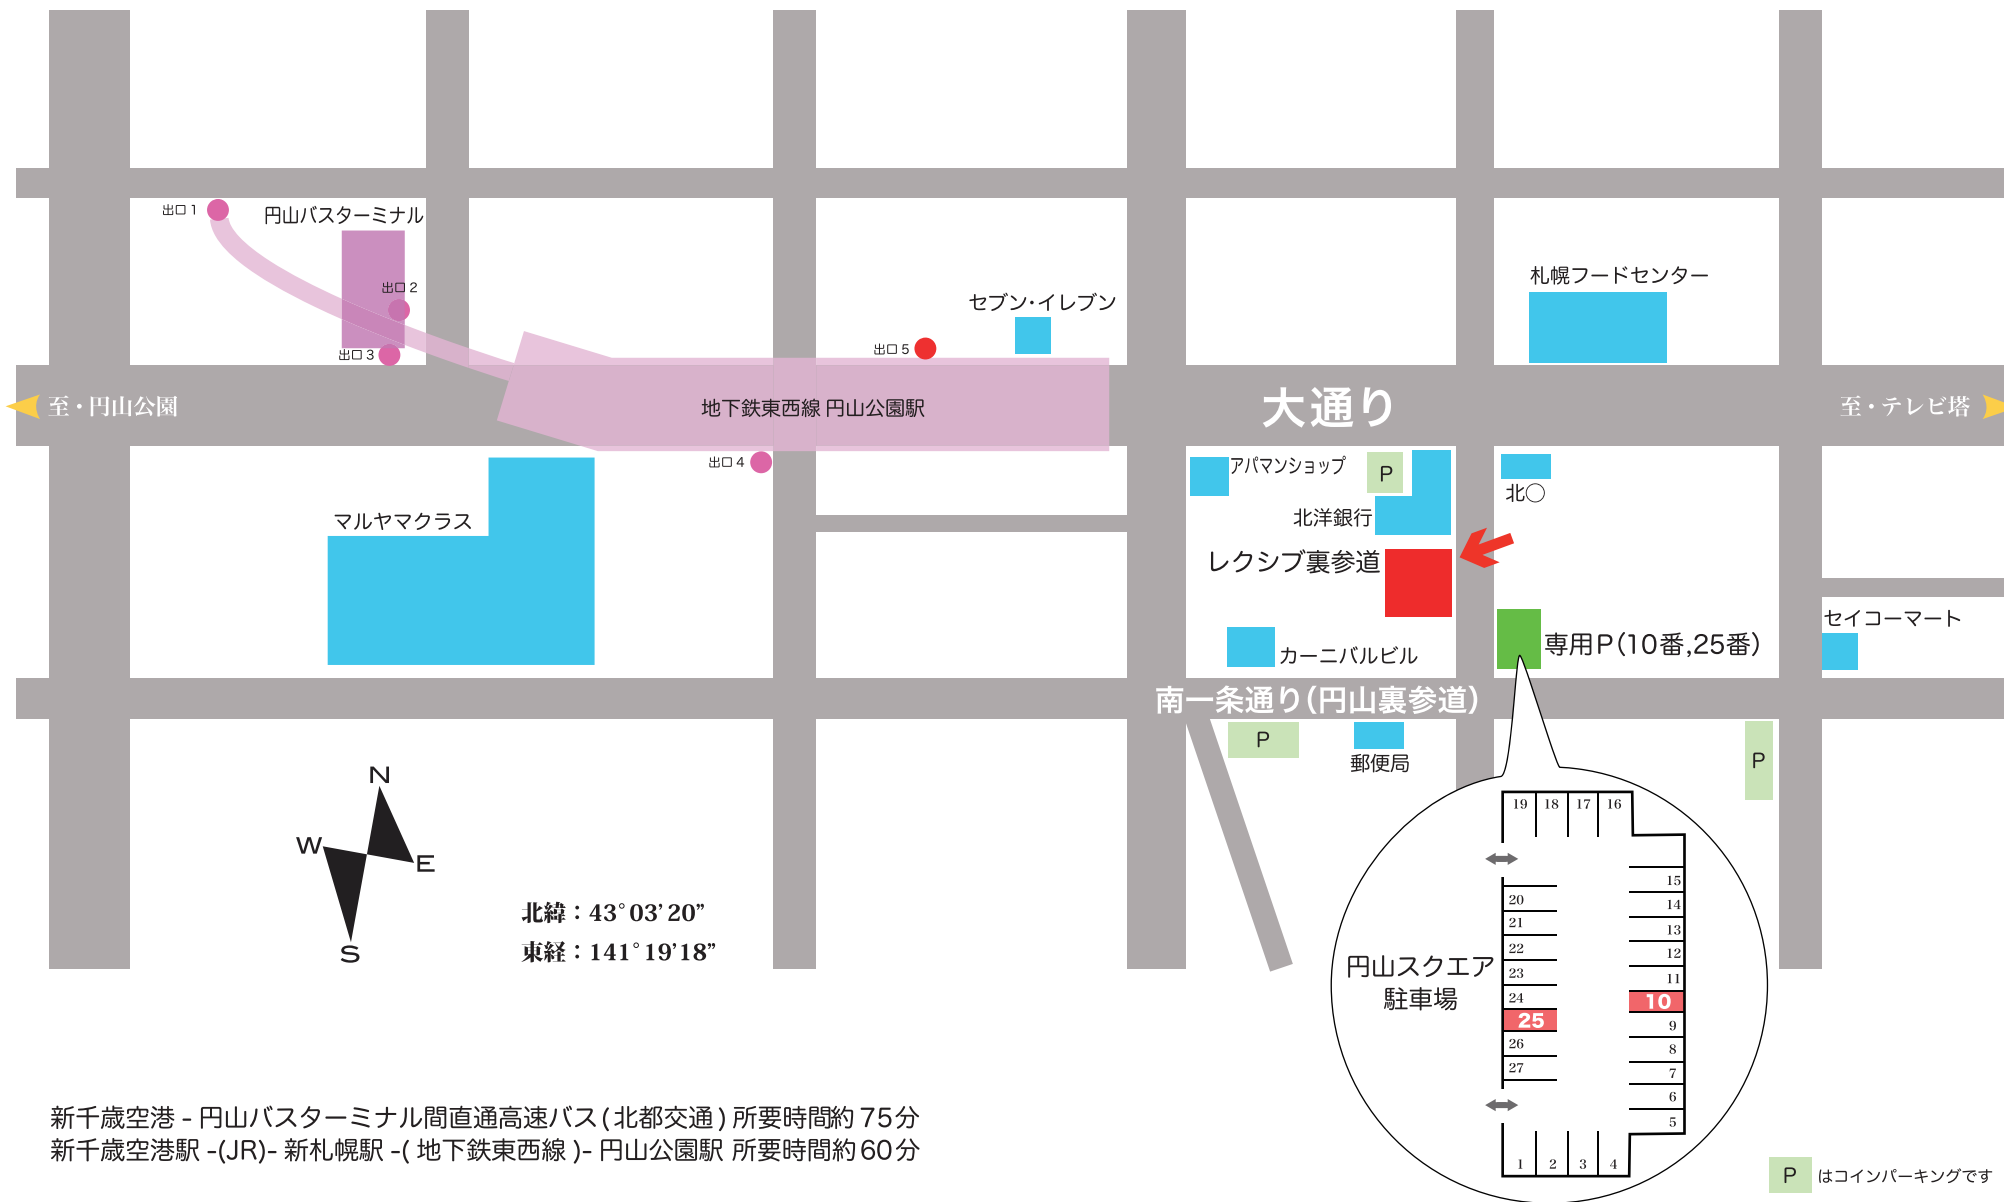 出口 1
円山バスターミナル
出口 2
出口 3
セブン・イレブン
出口 5
札幌フードセンター
至・円山公園
地下鉄東西線 円山公園駅
大通り
至・テレビ塔
出口 4
アパマンショップ
P
北〇
北洋銀行
マルヤマクラス
レクシブ裏参道
セイコーマート
専用P(10番,25番)
カーニバルビル
南一条通り(円山裏参道)
P
郵便局
P
N
W
E
S
北緯：43°03’20”
東経：141°19’18”
19 18 17 16
15
14
13
12
11
10
9
8
7
6
5
20
21
22
23
24
25
26
27
1 2 3 4
円山スクエア
駐車場
新千歳空港 - 円山バスターミナル間直通高速バス(北都交通) 所要時間約 75分
新千歳空港駅 -(JR)- 新札幌駅 -( 地下鉄東西線 )- 円山公園駅 所要時間約 60分
P はコインパーキングです